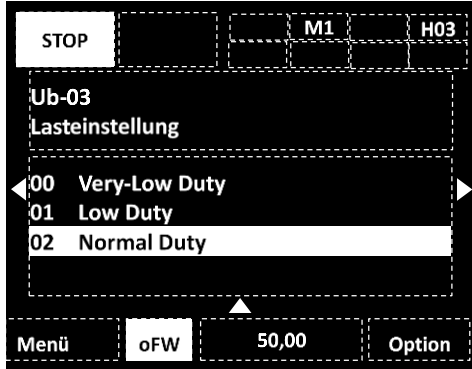 STOP M1 H03
Ub-03
Lasteinstellung
00 Very-Low Duty
01 Low Duty
02 Normal Duty
Menü oFW 50,00 Option